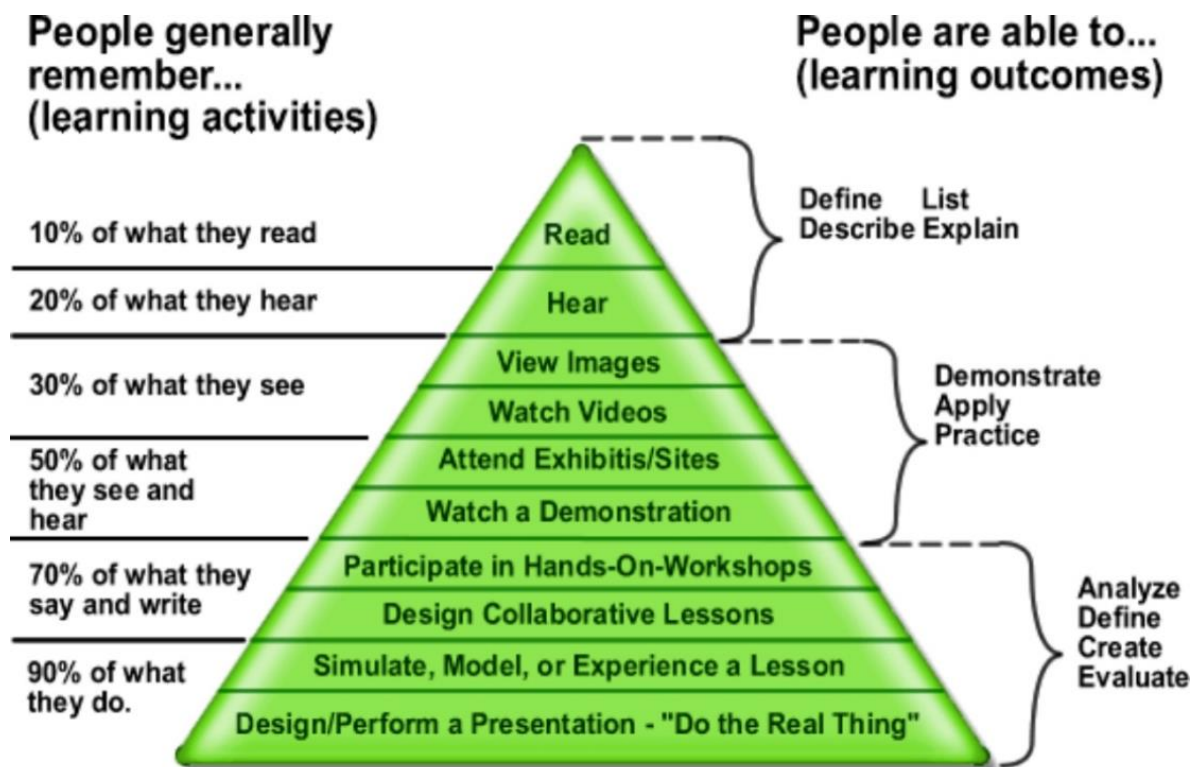 People generally
remember...
(learning activities)
People are able to...
(learning outcomes)
10% of what they read
20% of what they hear
30% of what they see
50% of what
they see and
hear
70% of what they
say and write
90% of what
they do.
Read
Hear
View Images
Watch Videos
Attend Exhibitis/Sites
Watch a Demonstration
Participate in Hands-On-Workshops
Design Collaborative Lessons
Simulate, Model, or Experience a Lesson
Design/Perform a Presentation - "Do the Real Thing"
Define List
Describe Explain
Demonstrate
Apply
Practice
Analyze
Define
Create
Evaluate